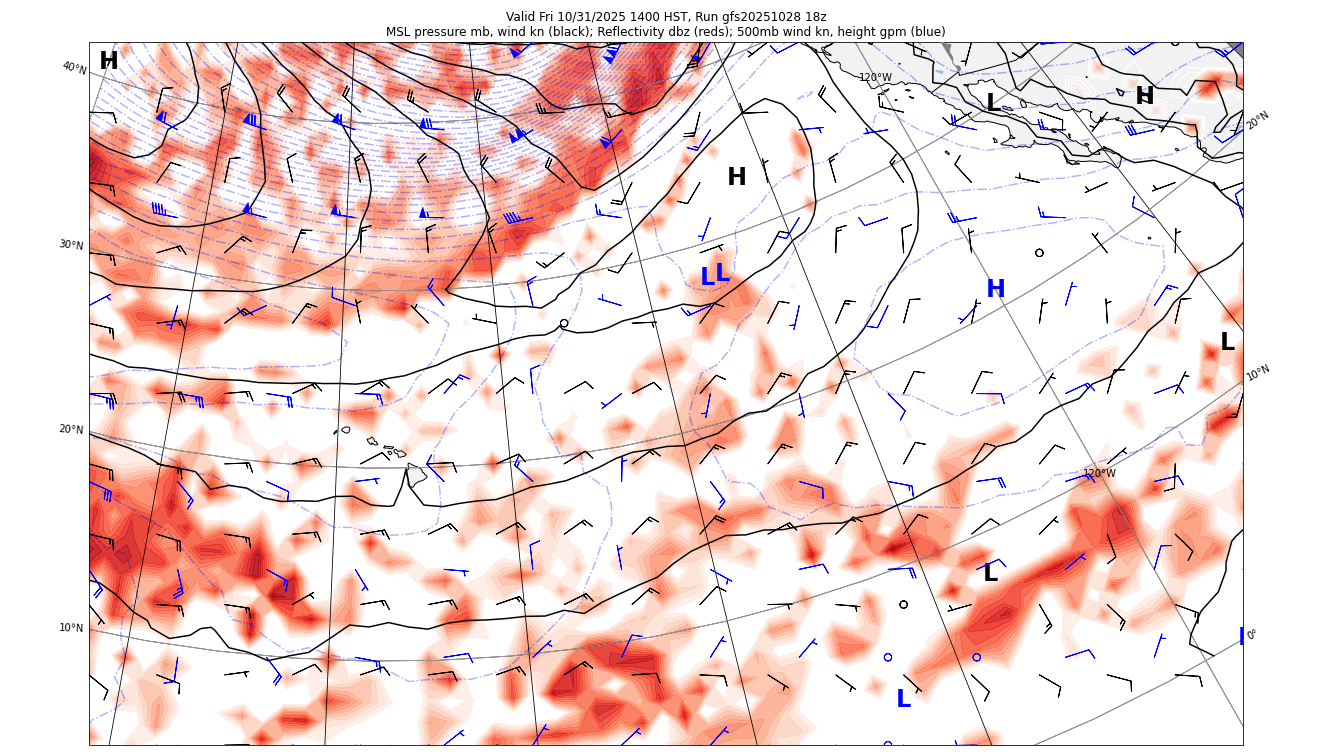 Valid Fri 10/31/2025 1400 HST, Run gfs20251028 18z
MSL pressure mb, wind kn (black); Reflectivity dbz (reds); 500mb wind kn, height gpm (blue)
H
40°N
120°W
L
H
20°N
H
30°N
L L
H
L
10°N
20°N
120°W
L
10°N
0°
L